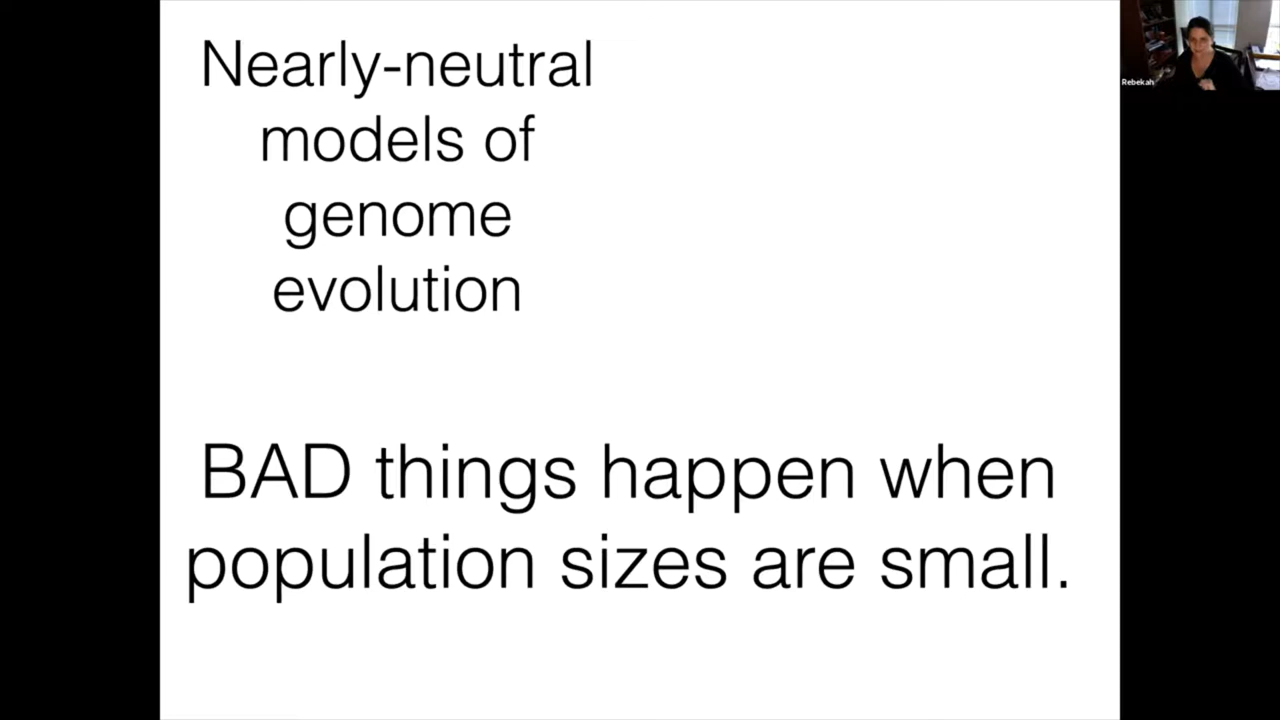 Nearly-neutral
models of
genome
evolution
BAD things happen when
population sizes are small.
Rebekah